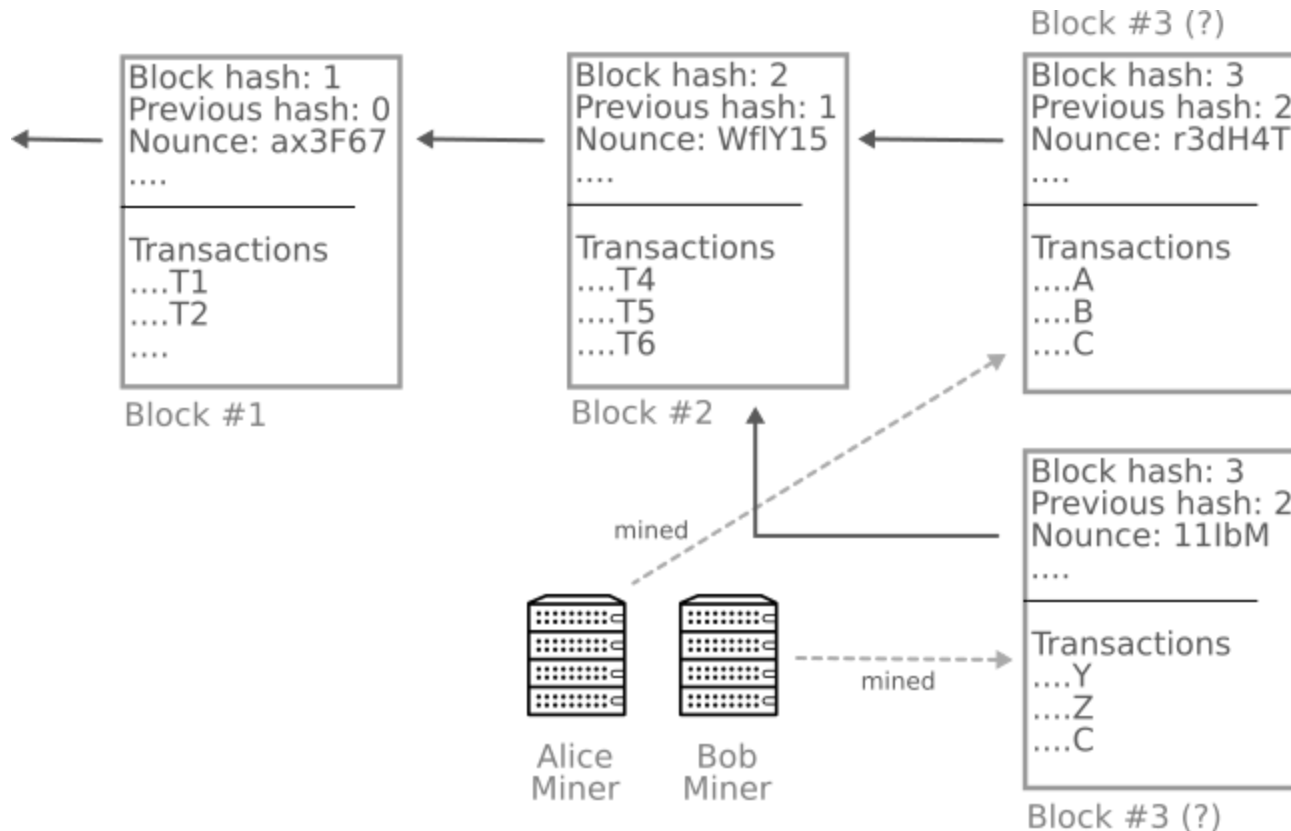 Block #3 (?)
Block hash: 1
Previous hash: 0
Nounce: ax3F67
....
Transactions
....T1
....T2
....
Block #1
Block hash: 2
Previous hash: 1
Nounce: WflY15
....
Transactions
....T4
....T5
....T6
Block #2
Block hash: 3
Previous hash: 2
Nounce: r3dH4T
....
Transactions
....A
....B
....C
mined
Block hash: 3
Previous hash: 2
Nounce: 11lbM
....
Transactions
....Y
....Z
....C
mined
Alice
Miner
Bob
Miner
Block #3 (?)